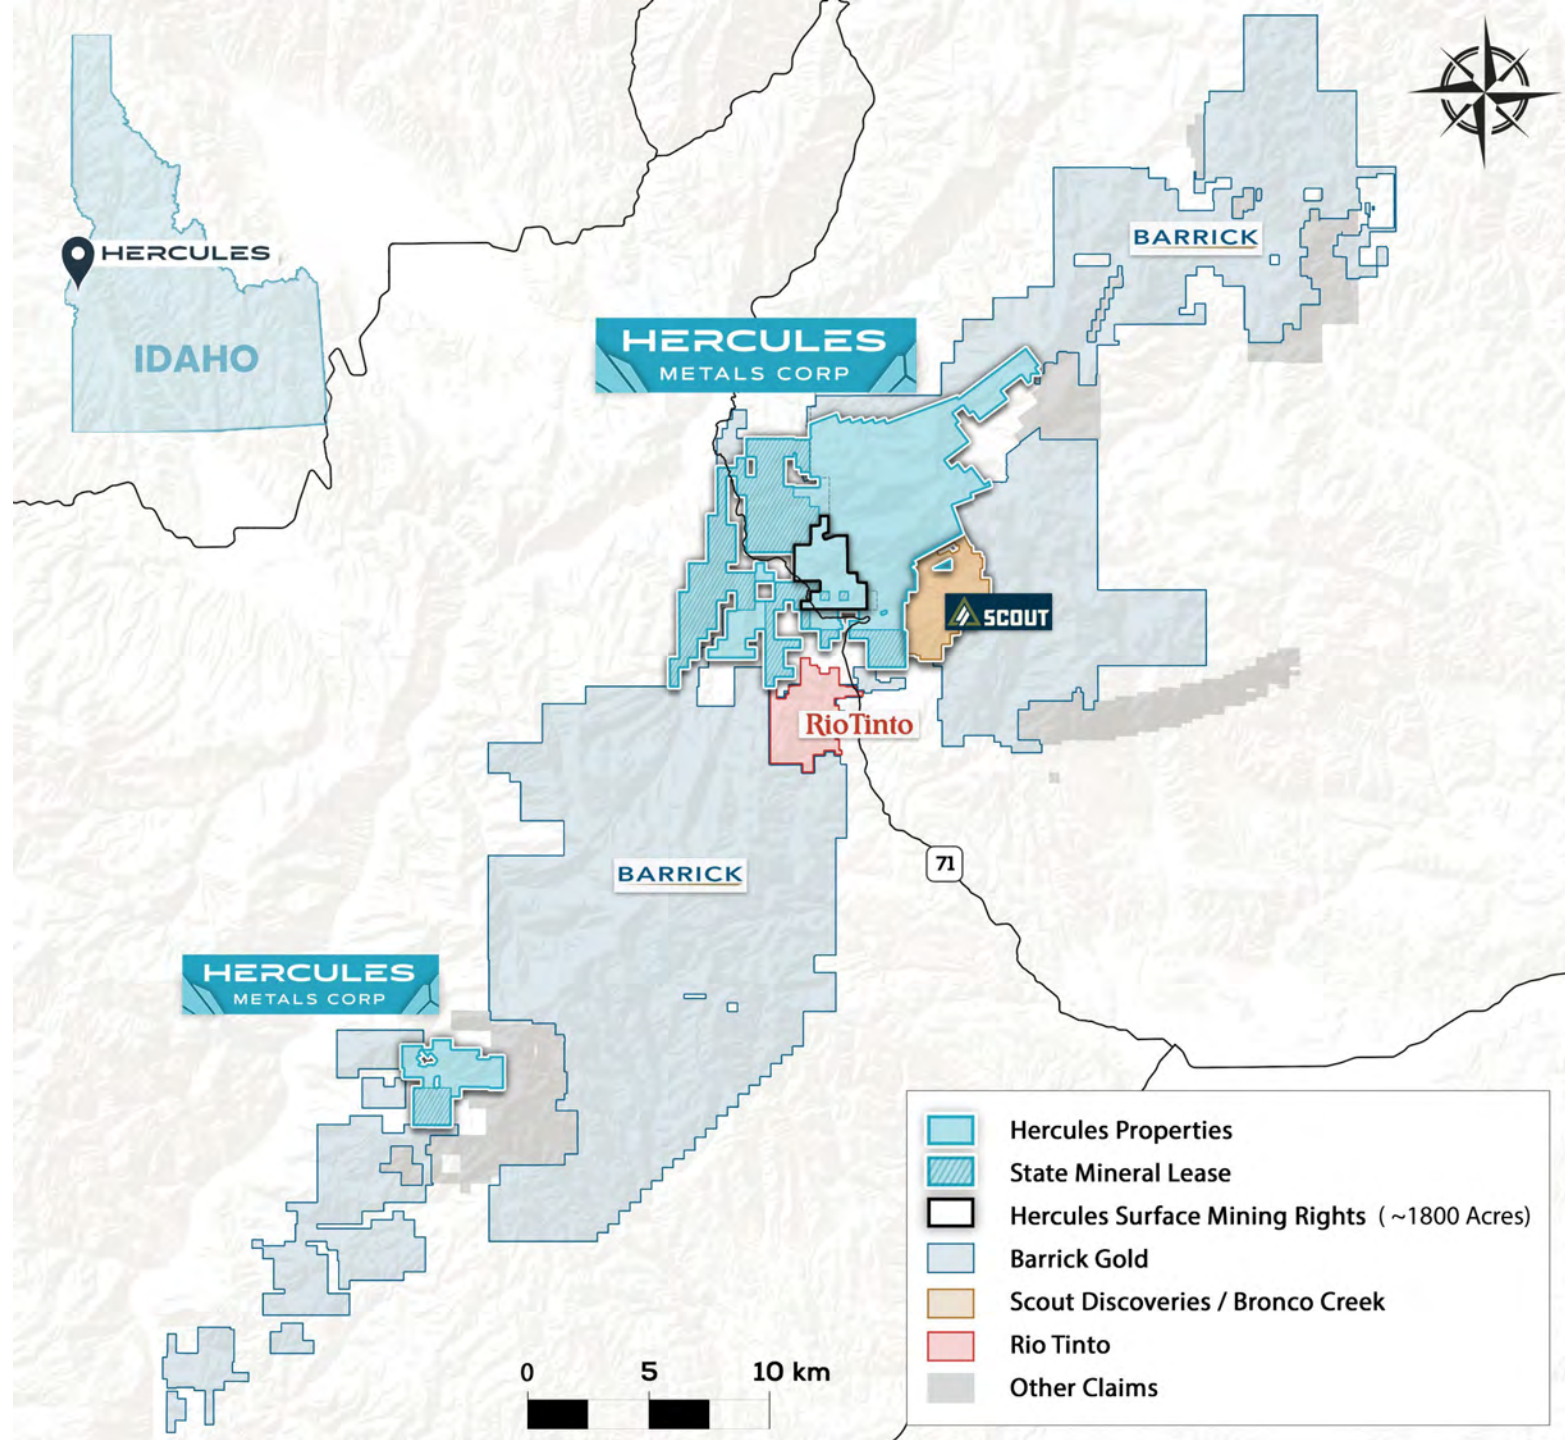 HERCULES
IDAHO
BARRICK
HERCULES
METALS CORP
SCOUT
RioTinto
BARRICK
71
HERCULES
METALS CORP
Hercules Properties
State Mineral Lease
Hercules Surface Mining Rights ( ~1800 Acres)
Barrick Gold
Scout Discoveries / Bronco Creek
Rio Tinto
Other Claims
0 5 10 km